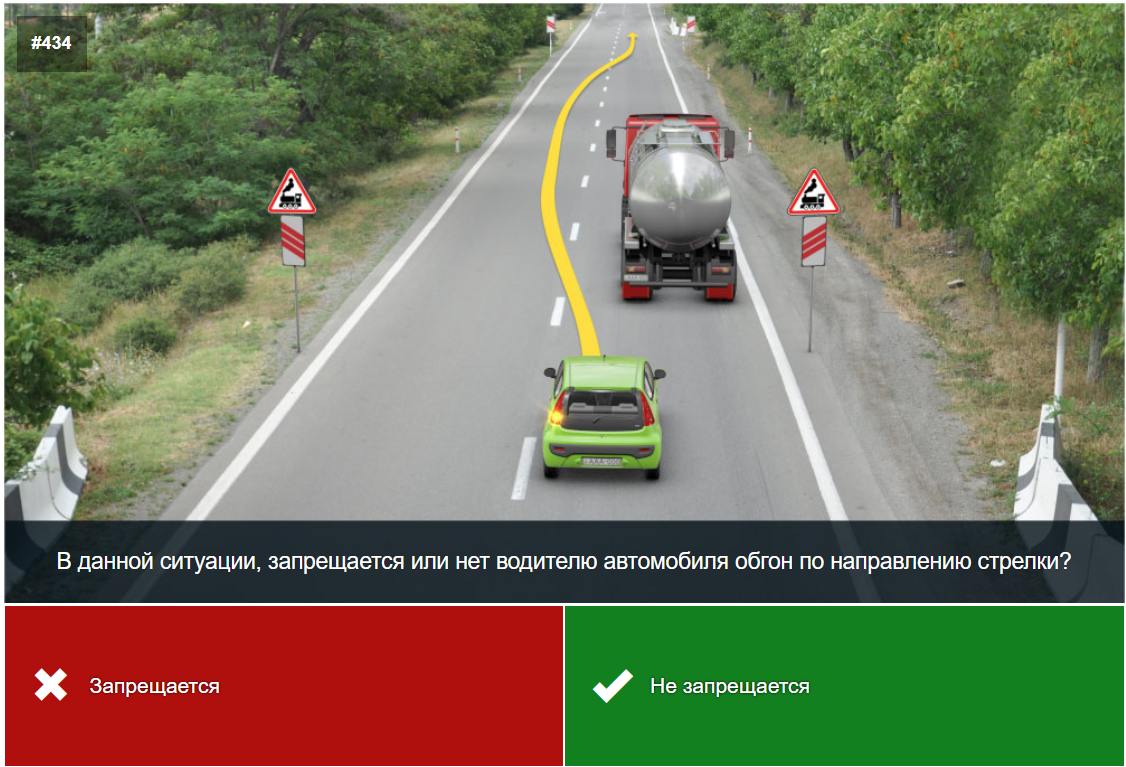 #434
В данной ситуации, запрещается или нет водителю автомобиля обгон по направлению стрелки?
Запрещается
Не запрещается